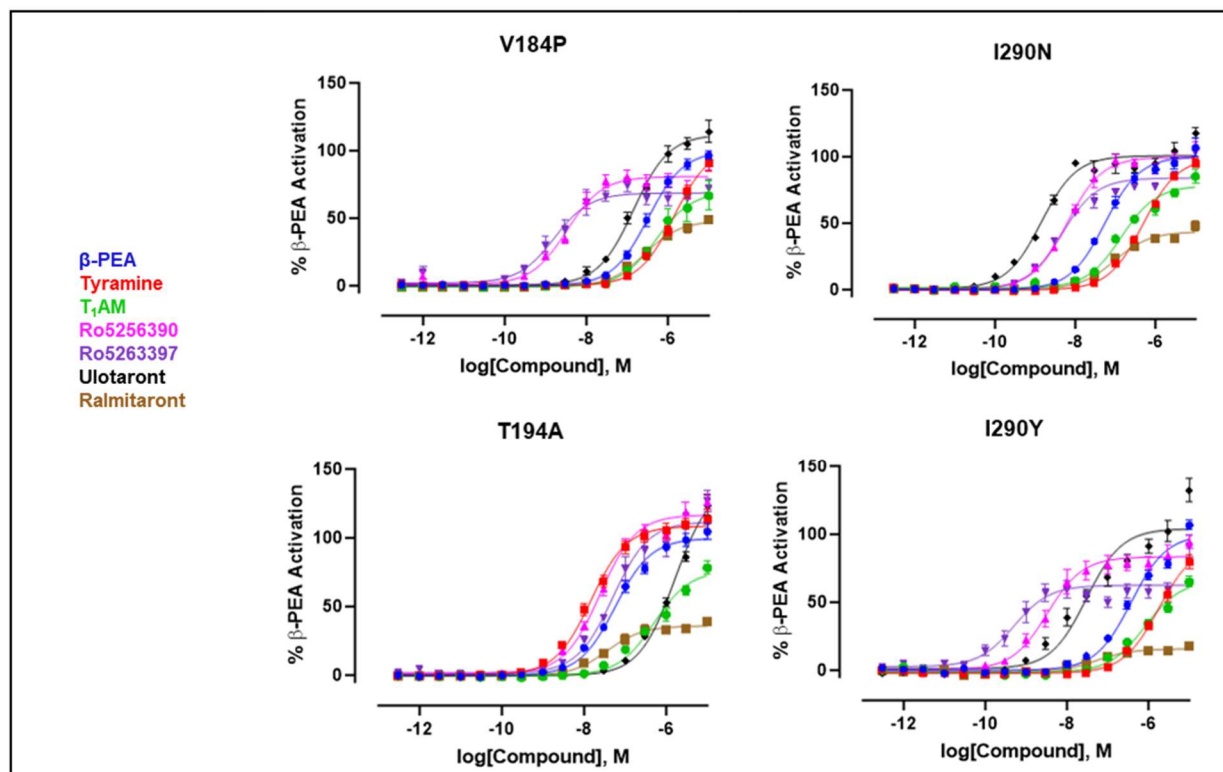 V184P
% β-PEA Activation
150
100
50
0
-12 -10 -8 -6
log[Compound], M
I290N
% β-PEA Activation
150
100
50
0
-12 -10 -8 -6
log[Compound], M
β-PEA
Tyramine
T₁AM
Ro5256390
Ro5263397
Ulotaront
Ralmitaront
T194A
% β-PEA Activation
150
100
50
0
-12 -10 -8 -6
log[Compound], M
I290Y
% β-PEA Activation
150
100
50
0
-12 -10 -8 -6
log[Compound], M